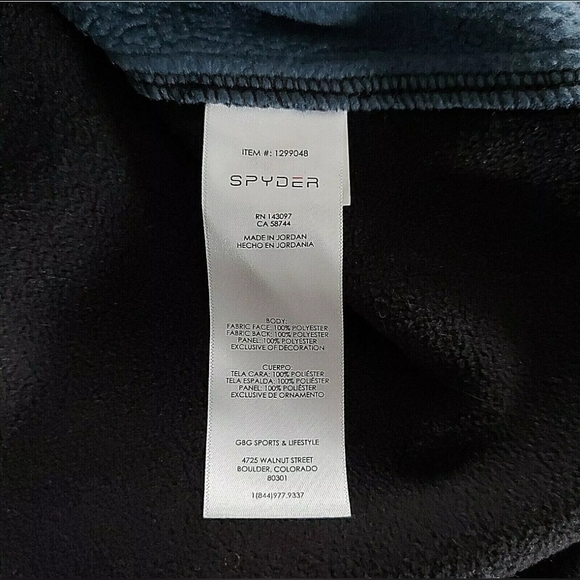 ITEM #: 1299048
SPYDER
RN 143097
CA 58744
MADE IN JORDAN
HECHO EN JORDANIA
BODY:
FABRIC FACE: 100% POLYESTER
FABRIC BACK: 100% POLYESTER
PANEL: 100% POLYESTER
EXCLUSIVE OF DECORATION
CUERPO:
TELA CARA: 100% POLIÉSTER
TELA ESPALDA: 100% POLIÉSTER
PANEL: 100% POLIÉSTER
EXCLUSIVE DE ORNAMENTO
GBG SPORTS & LIFESTYLE
4725 WALNUT STREET
BOULDER, COLORADO
80301
1(844)977.9337